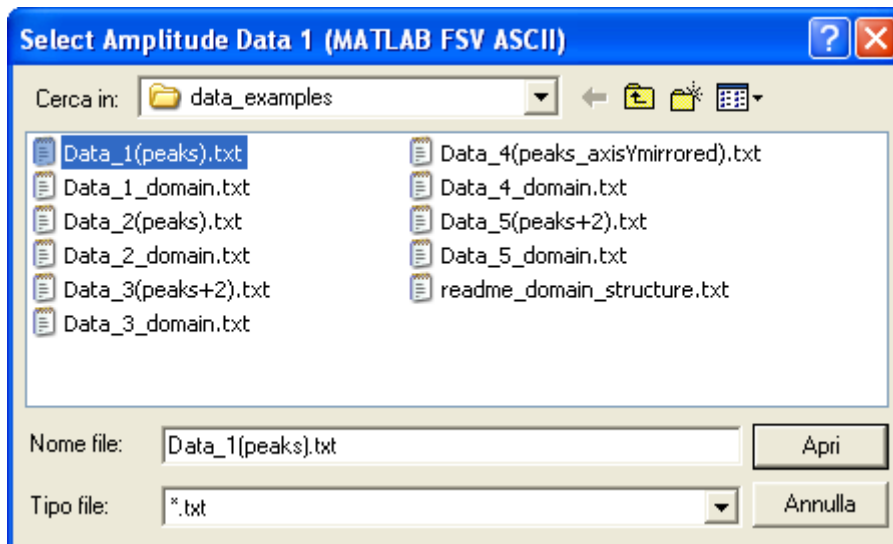 Select Amplitude Data 1 (MATLAB FSV ASCII)
Cerca in: data_examples
Data_1(peaks).txt
Data_1_domain.txt
Data_2(peaks).txt
Data_2_domain.txt
Data_3(peaks+2).txt
Data_3_domain.txt
Data_4(peaks_axisYmirrored).txt
Data_4_domain.txt
Data_5(peaks+2).txt
Data_5_domain.txt
readme_domain_structure.txt
Nome file: Data_1(peaks).txt Apri
Tipo file: *.txt Annulla